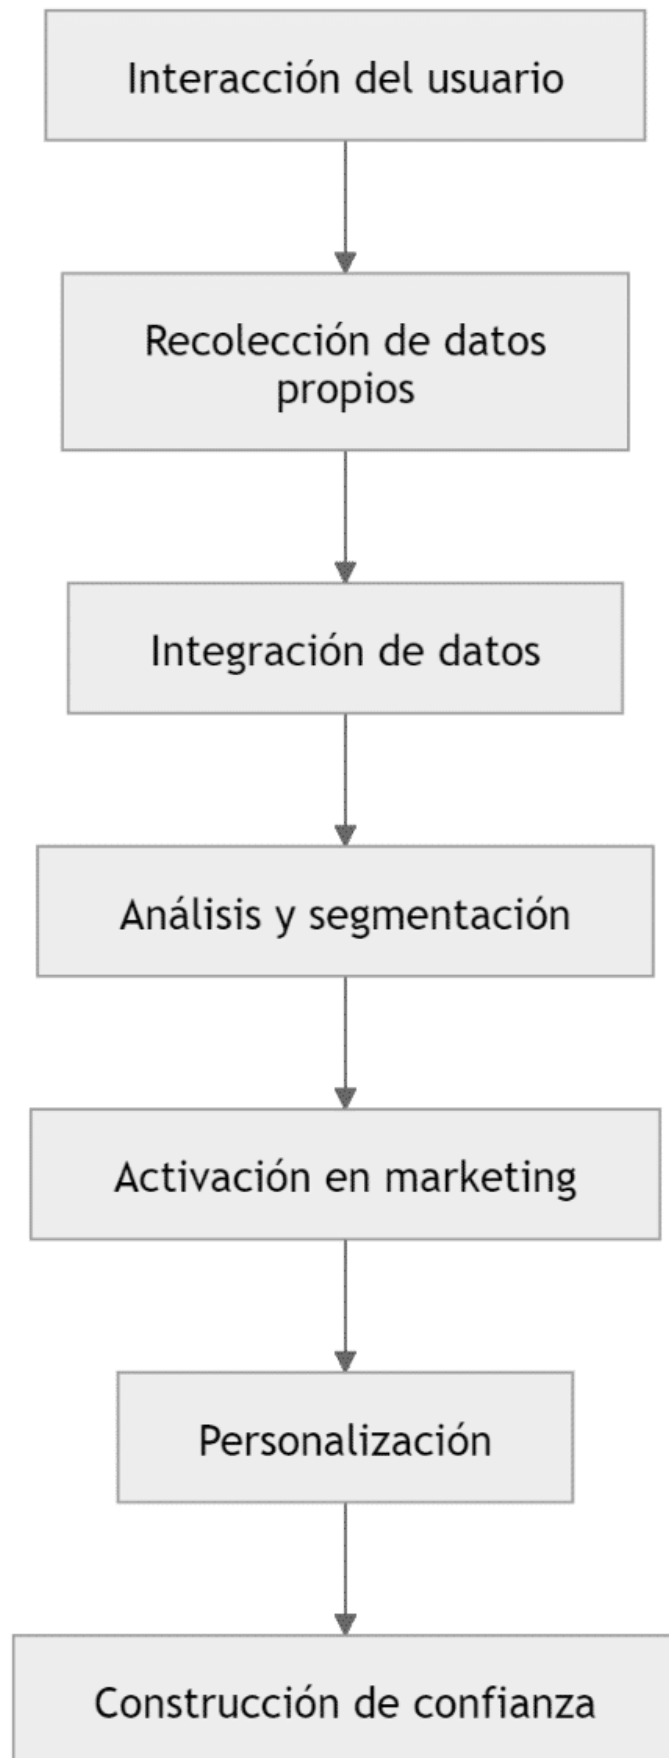 Interacción del usuario
Recolección de datos
propios
Integración de datos
Análisis y segmentación
Activación en marketing
Personalización
Construcción de confianza